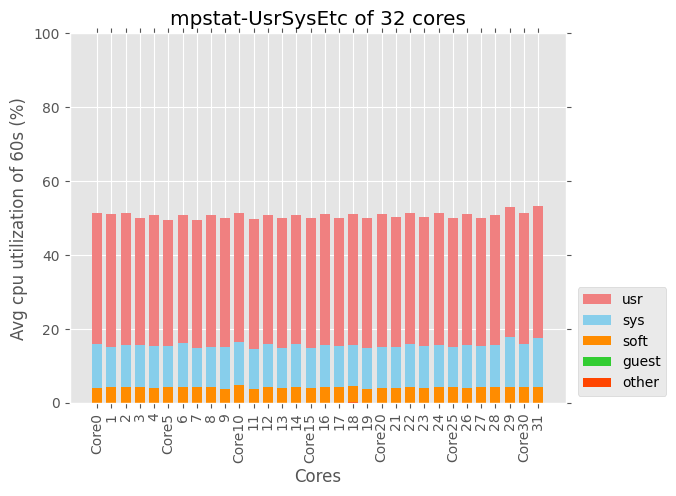 mpstat-UsrSysEtc of 32 cores
Avg cpu utilization of 60s (%)
100
80
60
40
20
0
Core0
1
2
3
4
Core5
6
7
8
9
Core10
11
12
13
14
Core15
16
17
18
19
Core20
21
22
23
24
Core25
26
27
28
29
Core30
31
Cores
usr
sys
soft
guest
other